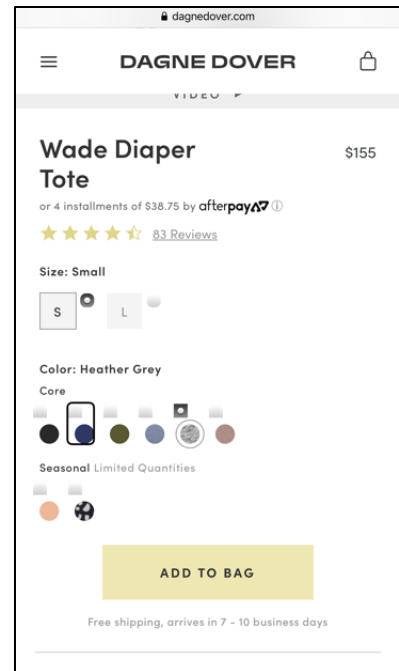 dagnedover.com
DAGNE DOVER
VIDEO
Wade Diaper
Tote
$155
or 4 installments of $38.75 by afterpay
83 Reviews
Size: Small
S
L
Color: Heather Grey
Core
Seasonal Limited Quantities
ADD TO BAG
Free shipping, arrives in 7 - 10 business days